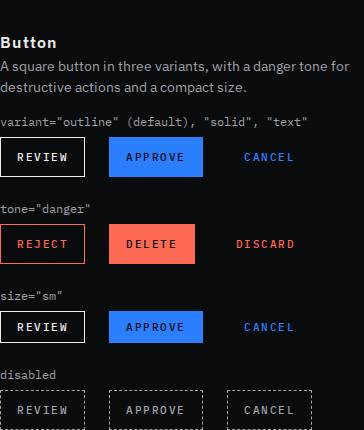 Button
A square button in three variants, with a danger tone for
destructive actions and a compact size.
variant="outline" (default), "solid", "text"
REVIEW APPROVE CANCEL
tone="danger"
REJECT DELETE DISCARD
size="sm"
REVIEW APPROVE CANCEL
disabled
REVIEW APPROVE CANCEL